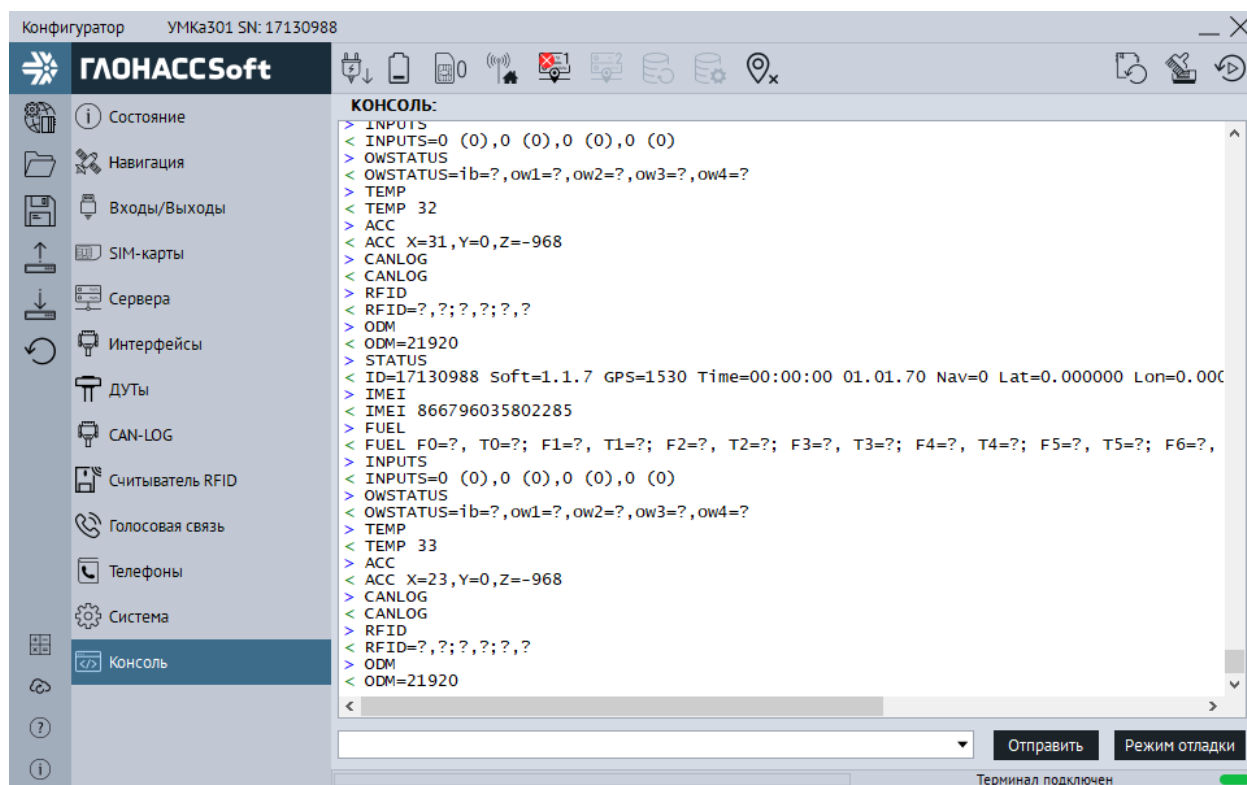 Конфигуратор УМКа301 SN: 17130988
ГЛОНАССSoft
0
1
2
Состояние
Навигация
Входы/Выходы
SIM-карты
Сервера
Интерфейсы
ДУТы
CAN-LOG
Считыватель RFID
Голосовая связь
Телефоны
Система
Консоль
КОНСОЛЬ:
> INPUTS
< INPUTS=0 (0),0 (0),0 (0),0 (0)
> OWSTATUS
< OWSTATUS=ib=?,ow1=?,ow2=?,ow3=?,ow4=?
> TEMP
< TEMP 32
> ACC
< ACC X=31,Y=0,Z=-968
> CANLOG
< CANLOG
> RFID
< RFID=?,?;?,?;?,?
> ODM
< ODM=21920
> STATUS
< ID=17130988 Soft=1.1.7 GPS=1530 Time=00:00:00 01.01.70 Nav=0 Lat=0.000000 Lon=0.000
> IMEI
< IMEI 866796035802285
> FUEL
< FUEL F0=?, T0=?; F1=?, T1=?; F2=?, T2=?; F3=?, T3=?; F4=?, T4=?; F5=?, T5=?; F6=?,
> INPUTS
< INPUTS=0 (0),0 (0),0 (0),0 (0)
> OWSTATUS
< OWSTATUS=ib=?,ow1=?,ow2=?,ow3=?,ow4=?
> TEMP
< TEMP 33
> ACC
< ACC X=23,Y=0,Z=-968
> CANLOG
< CANLOG
> RFID
< RFID=?,?;?,?;?,?
> ODM
< ODM=21920
Отправить
Режим отладки
Терминал подключен